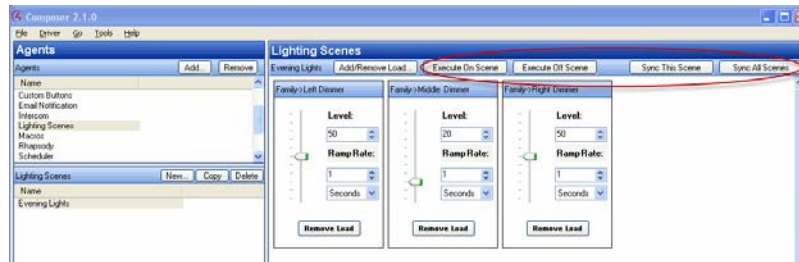 Composer 2.1.0
File Driver Go Tools Help
Agents
Agents Add... Remove
Name
Custom Buttons
Email Notification
Intercom
Lighting Scenes
Macros
Rhapsody
Scheduler
Lighting Scenes New... Copy Delete
Name
Evening Lights
Lighting Scenes
Evening Lights Add/Remove Load... Execute On Scene Execute Off Scene Sync This Scene Sync All Scenes
Family>Left Dimmer Family>Middle Dimmer Family>Right Dimmer
Level: Level: Level:
50 20 50
Ramp Rate: Ramp Rate: Ramp Rate:
1 1 1
Seconds Seconds Seconds
Remove Load Remove Load Remove Load